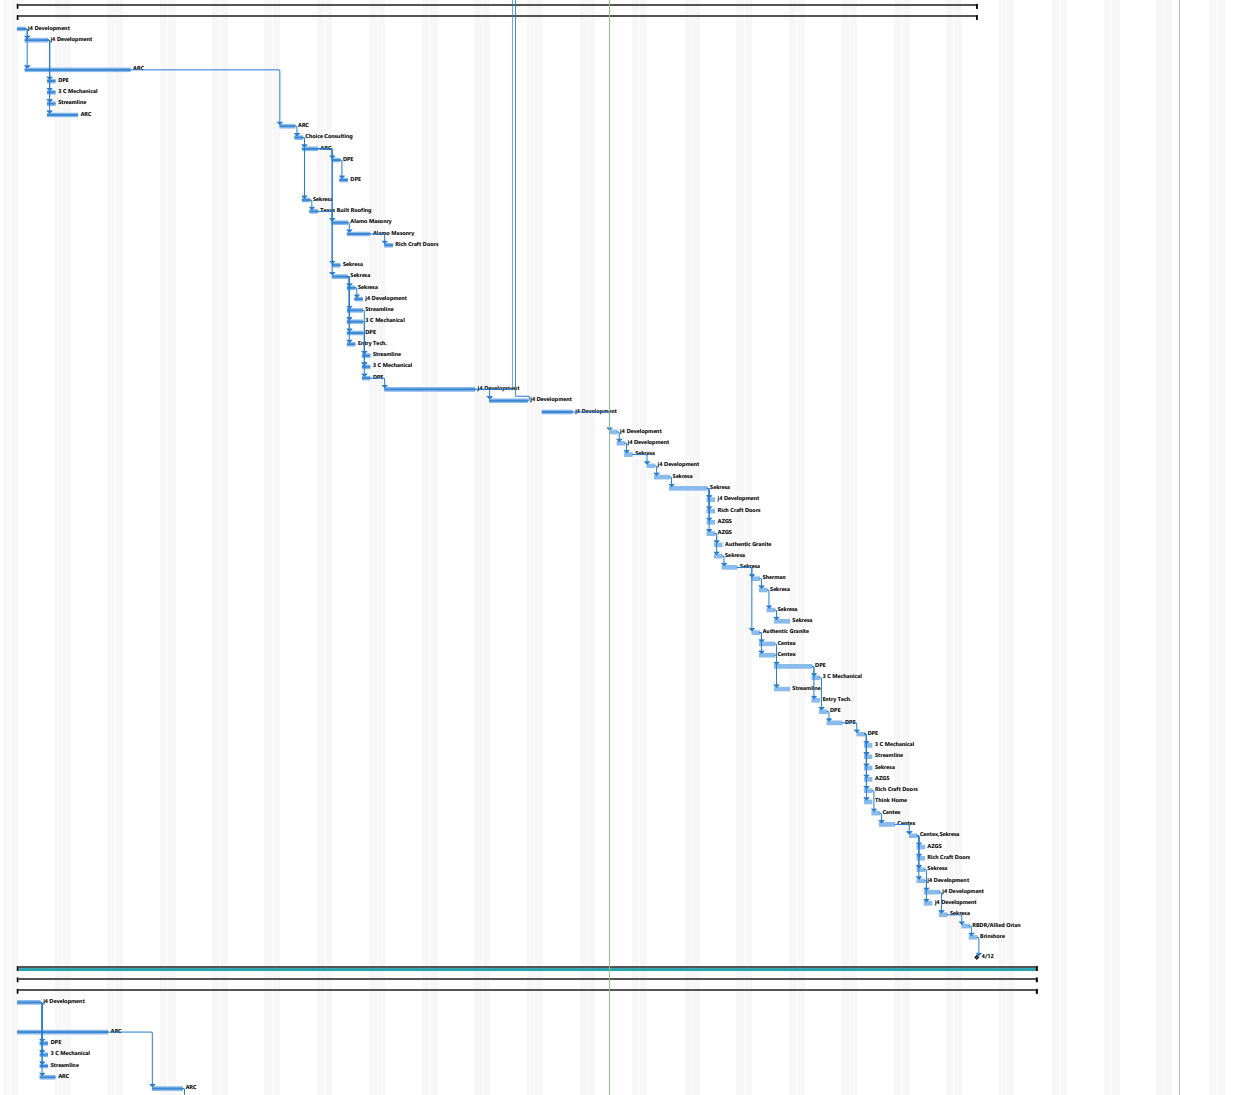 j4 Development
j4 Development
ARC
DPE
3 C Mechanical
Streamline
ARC
ARC
Choice Consulting
ARC
DPE
DPE
Sekresa
Texas Built Roofing
Alamo Masonry
Alamo Masonry
Rich Craft Doors
Sekresa
Sekresa
Sekresa
j4 Development
Streamline
3 C Mechanical
DPE
Entry Tech.
Streamline
3 C Mechanical
DPE
j4 Development
j4 Development
j4 Development
j4 Development
j4 Development
Sekresa
j4 Development
Sekresa
Sekresa
j4 Development
Rich Craft Doors
AZGS
AZGS
Authentic Granite
Sekresa
Sekresa
Sherman
Sekresa
Sekresa
Sekresa
Authentic Granite
Centex
Centex
DPE
3 C Mechanical
Streamline
Entry Tech.
DPE
DPE
DPE
3 C Mechanical
Streamline
Sekresa
AZGS
Rich Craft Doors
Think Home
Centex
Centex
Centex,Sekresa
AZGS
Rich Craft Doors
Sekresa
j4 Development
j4 Development
j4 Development
Sekresa
RBDR/Allied Orian
Brinshore
4/12
j4 Development
ARC
DPE
3 C Mechanical
Streamline
ARC
ARC